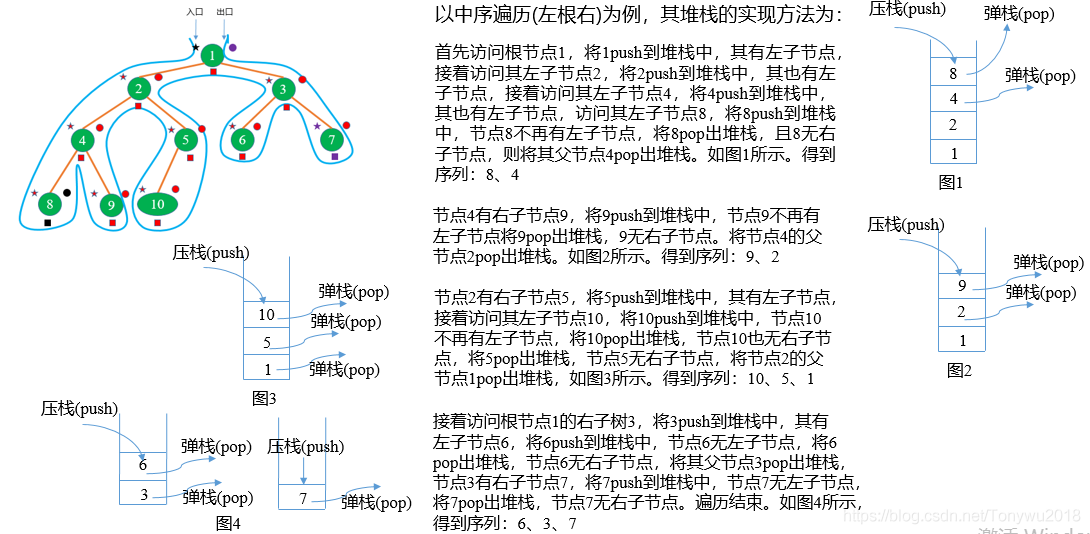 入口 出口
1
2
3
4
5
6
7
8
9
10
以中序遍历(左根右)为例，其堆栈的实现方法为：
首先访问根节点1，将1push到堆栈中，其有左子节点，
接着访问其左子节点2，将2push到堆栈中，其也有左
子节点，接着访问其左子节点4，将4push到堆栈中，
其也有左子节点，访问其左子节点8，将8push到堆栈
中，节点8不再有左子节点，将8pop出堆栈，且8无右
子节点，则将其父节点4pop出堆栈。如图1所示。得到
序列：8、4
节点4有右子节点9，将9push到堆栈中，节点9不再有
左子节点将9pop出堆栈，9无右子节点。将节点4的父
节点2pop出堆栈。如图2所示。得到序列：9、2
节点2有右子节点5，将5push到堆栈中，其有左子节点，
接着访问其左子节点10，将10push到堆栈中，节点10
不再有左子节点，将10pop出堆栈，节点10也无右子节
点，将5pop出堆栈，节点5无右子节点，将节点2的父
节点1pop出堆栈，如图3所示。得到序列：10、5、1
接着访问根节点1的右子树3，将3push到堆栈中，其有
左子节点6，将6push到堆栈中，节点6无左子节点，将6
pop出堆栈，节点6无右子节点，将其父节点3pop出堆栈，
节点3有右子节点7，将7push到堆栈中，节点7无左子节点，
将7pop出堆栈，节点7无右子节点。遍历结束。如图4所示，
得到序列：6、3、7
压栈(push)
弹栈(pop)
8
弹栈(pop)
4
2
1
图1
压栈(push)
弹栈(pop)
9
弹栈(pop)
2
1
图2
压栈(push)
弹栈(pop)
10
弹栈(pop)
5
弹栈(pop)
1
图3
压栈(push)
弹栈(pop)
6
弹栈(pop)
3
压栈(push)
弹栈(pop)
7
图4
https://blog.csdn.net/Tonywu2018